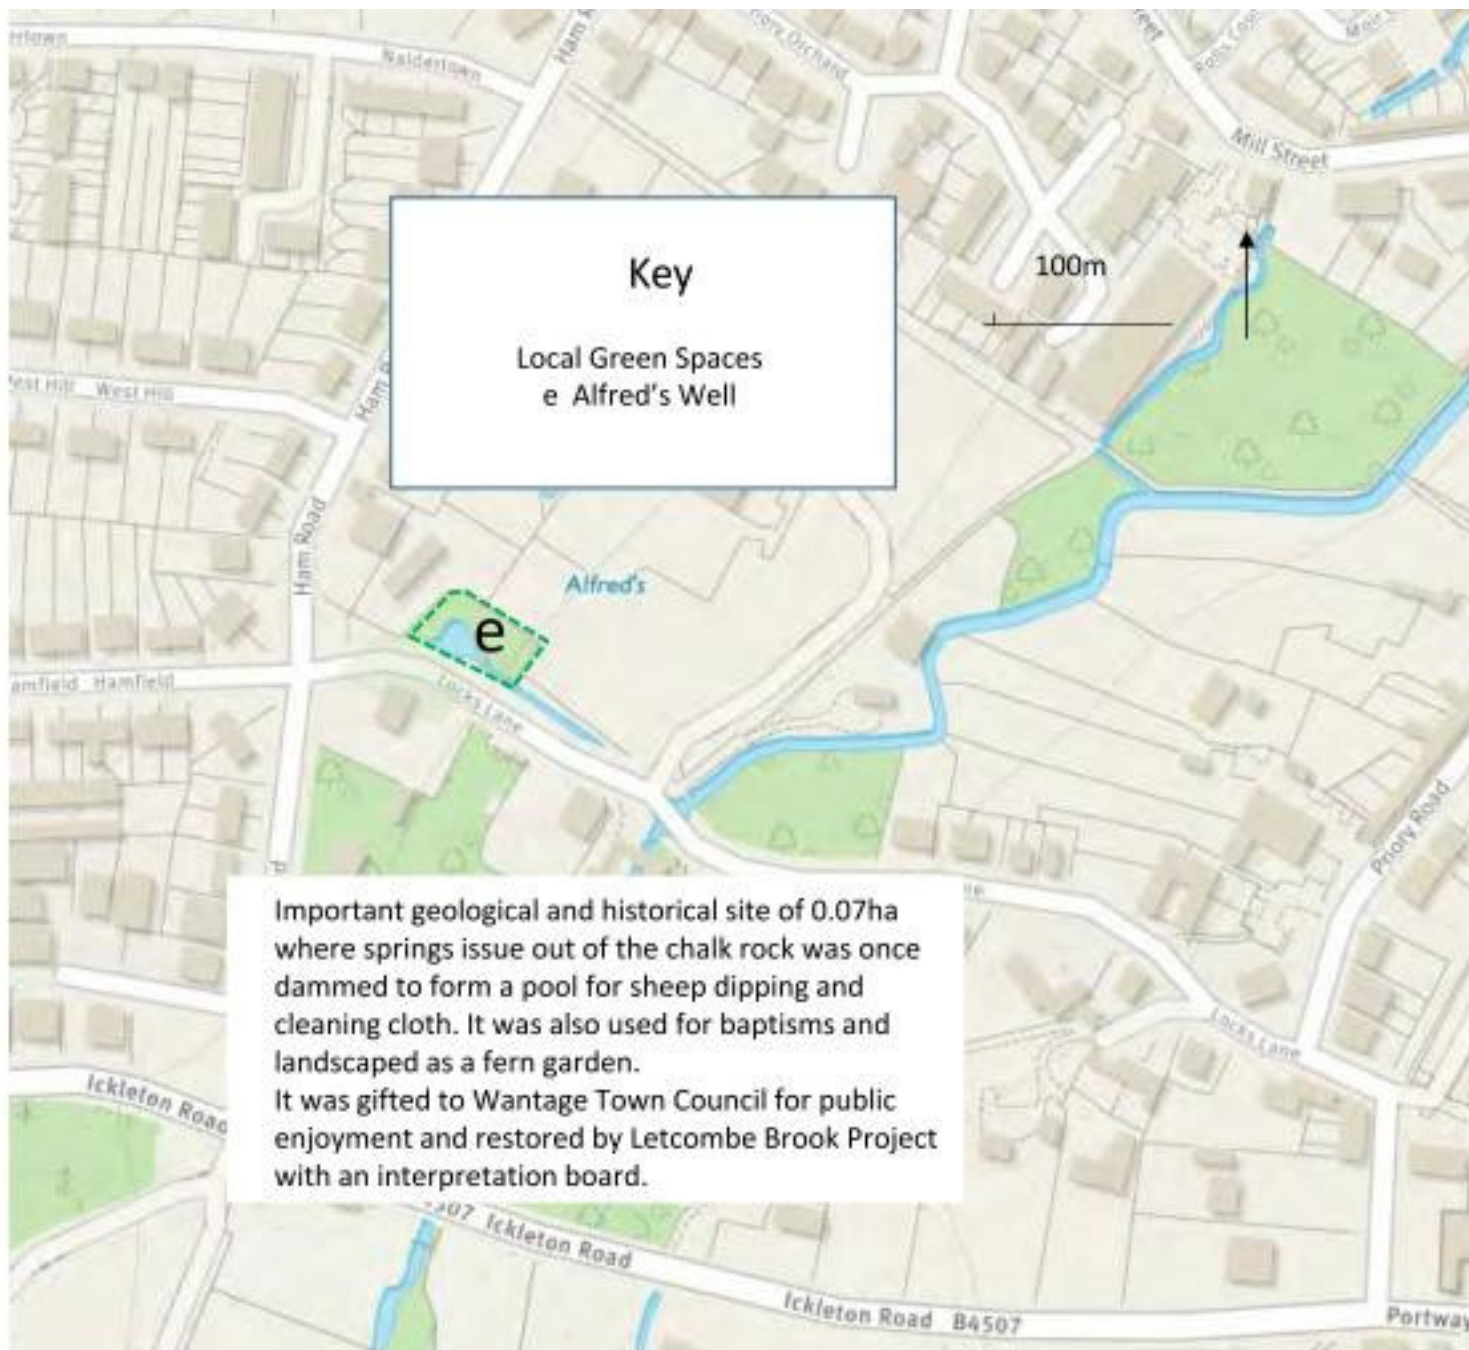 Naldertown
Ham R
Orchard
reet
Mill Street
Key
Local Green Spaces
e Alfred's Well
100m
West Hill
Ham R
Ham Road
Alfred's
e
Hamfield
Locks Lane
Priory Road
Important geological and historical site of 0.07ha
where springs issue out of the chalk rock was once
dammed to form a pool for sheep dipping and
cleaning cloth. It was also used for baptisms and
landscaped as a fern garden.
It was gifted to Wantage Town Council for public
enjoyment and restored by Letcombe Brook Project
with an interpretation board.
Locks Lane
Ickleton Road
Ickleton Road
Ickleton Road B4507
Portway